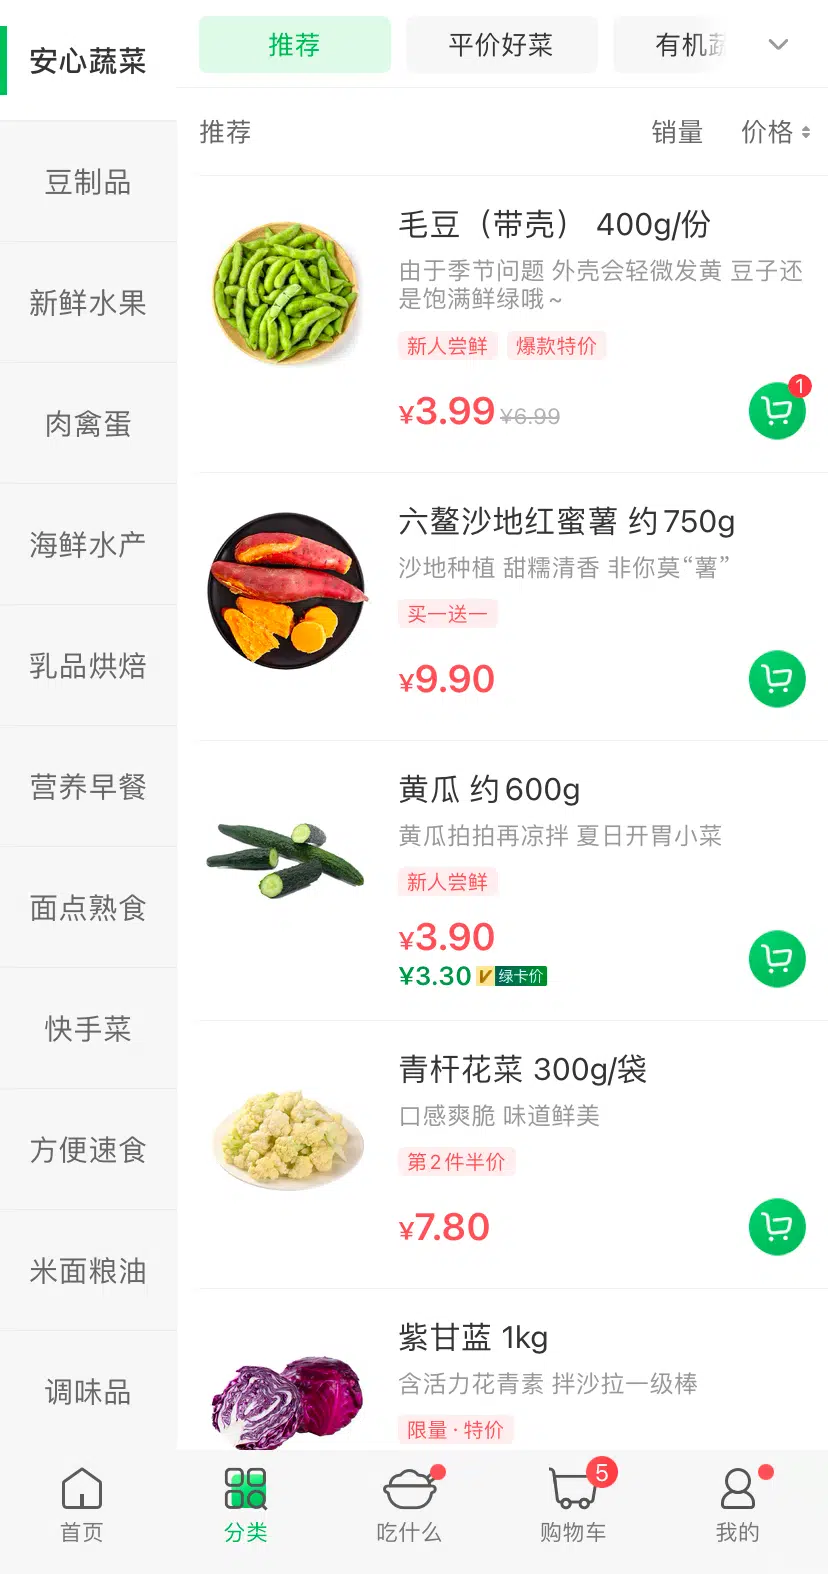 安心蔬菜
豆制品
新鲜水果
肉禽蛋
海鲜水产
乳品烘焙
营养早餐
面点熟食
快手菜
方便速食
米面粮油
调味品
推荐
平价好菜
有机蔬
推荐
销量
价格
毛豆（带壳） 400g/份
由于季节问题 外壳会轻微发黄 豆子还
是饱满鲜绿哦~
新人尝鲜
爆款特价
¥3.99 ¥6.99
1
六鳌沙地红蜜薯 约750g
沙地种植 甜糯清香 非你莫“薯”
买一送一
¥9.90
黄瓜 约600g
黄瓜拍拍再凉拌 夏日开胃小菜
新人尝鲜
¥3.90
¥3.30 V 绿卡价
青杆花菜 300g/袋
口感爽脆 味道鲜美
第2件半价
¥7.80
紫甘蓝 1kg
含活力花青素 拌沙拉一级棒
限量·特价
首页
分类
吃什么
5
购物车
我的